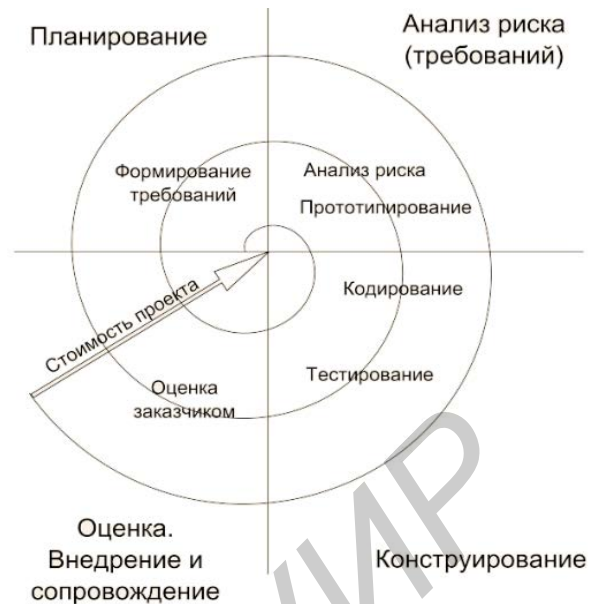 Планирование
Анализ риска
(требований)
Формирование
требований
Анализ риска
Прототипирование
Кодирование
Стоимость проекта
Тестирование
Оценка
заказчиком
Оценка.
Внедрение и
сопровождение
Конструирование